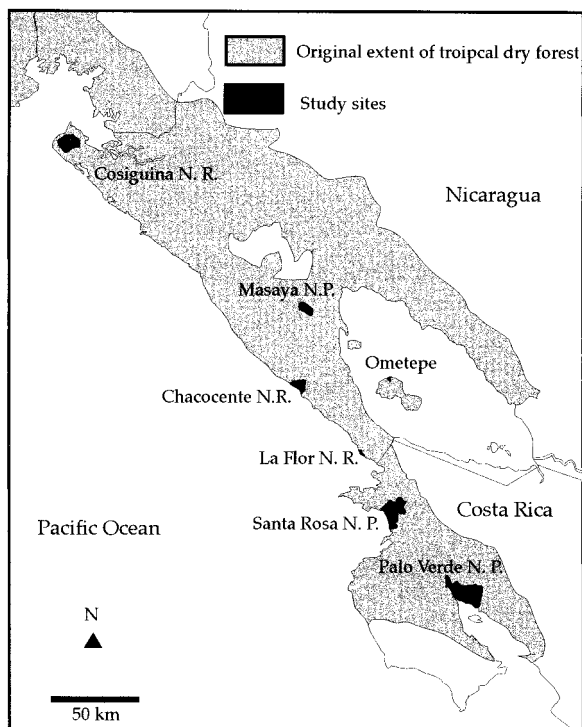 Original extent of troipcal dry forest
Study sites
Cosiguina N. R.
Nicaragua
Masaya N.P.
Ometepe
Chacocente N.R.
La Flor N. R.
Costa Rica
Santa Rosa N. P.
Pacific Ocean
Palo Verde N. P.
N
50 km